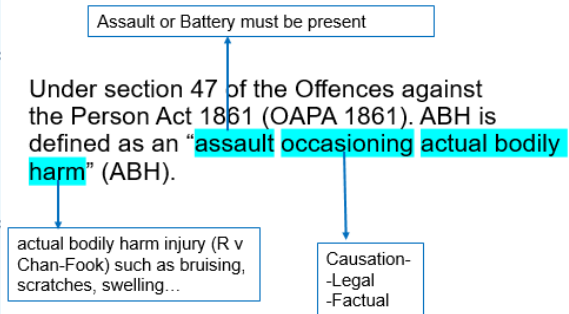 Assault or Battery must be present
Under section 47 of the Offences against
the Person Act 1861 (OAPA 1861). ABH is
defined as an “assault occasioning actual bodily
harm” (ABH).
actual bodily harm injury (R v
Chan-Fook) such as bruising,
scratches, swelling…
Causation-
-Legal
-Factual